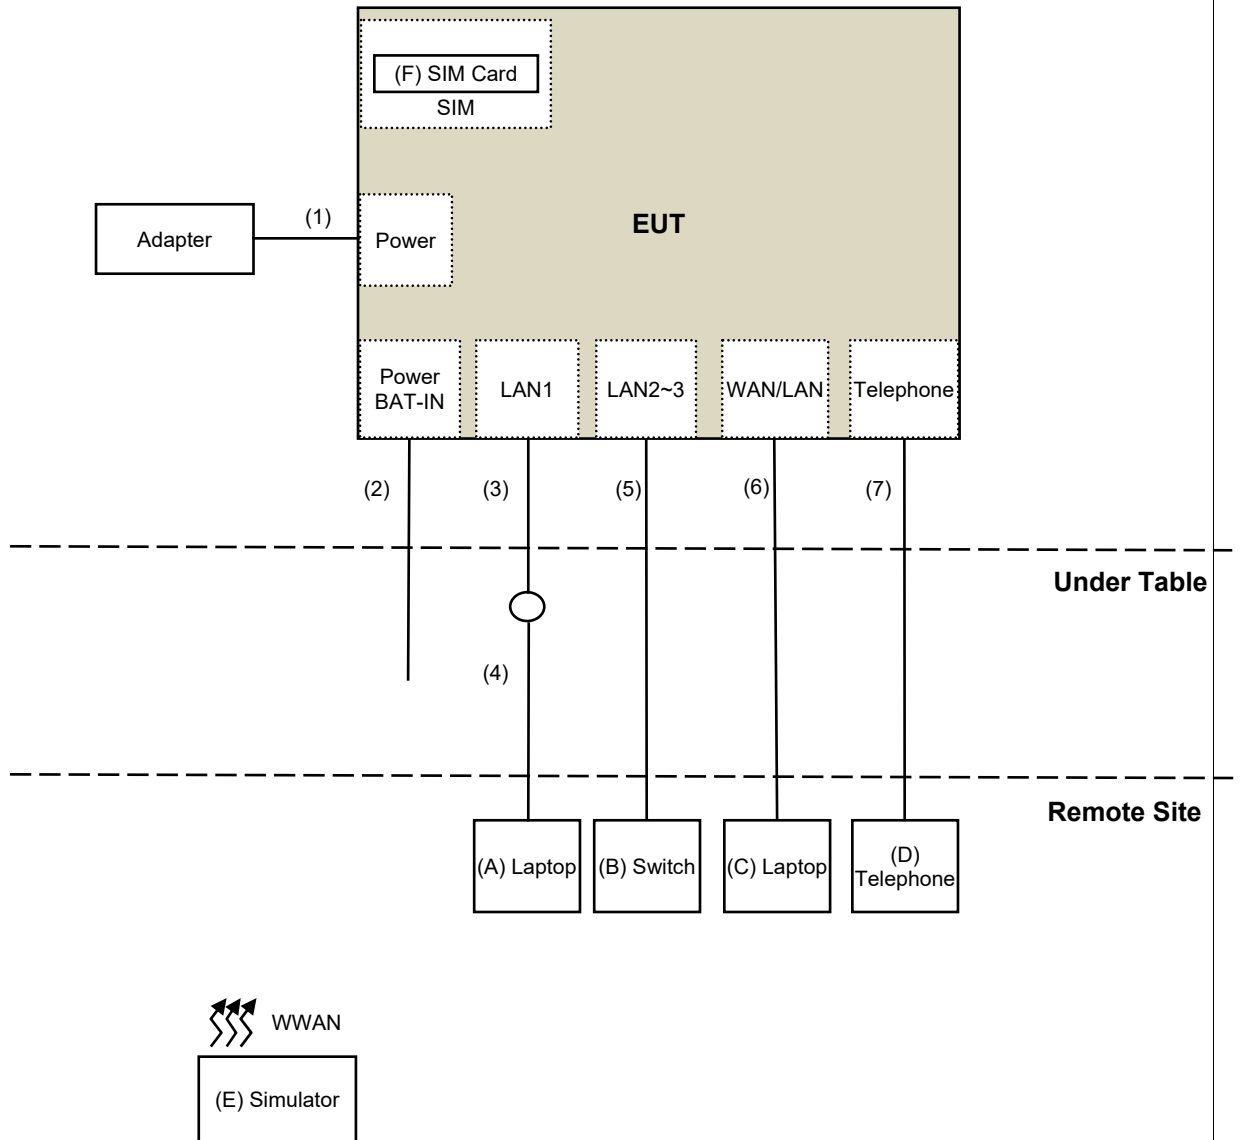 (F) SIM Card
SIM
(1)
EUT
Adapter
Power
Power
BAT-IN
LAN1
LAN2~3
WAN/LAN
Telephone
(2)
(3)
(5)
(6)
(7)
Under Table
(4)
Remote Site
(A) Laptop
(B) Switch
(C) Laptop
(D)
Telephone
WWAN
(E) Simulator